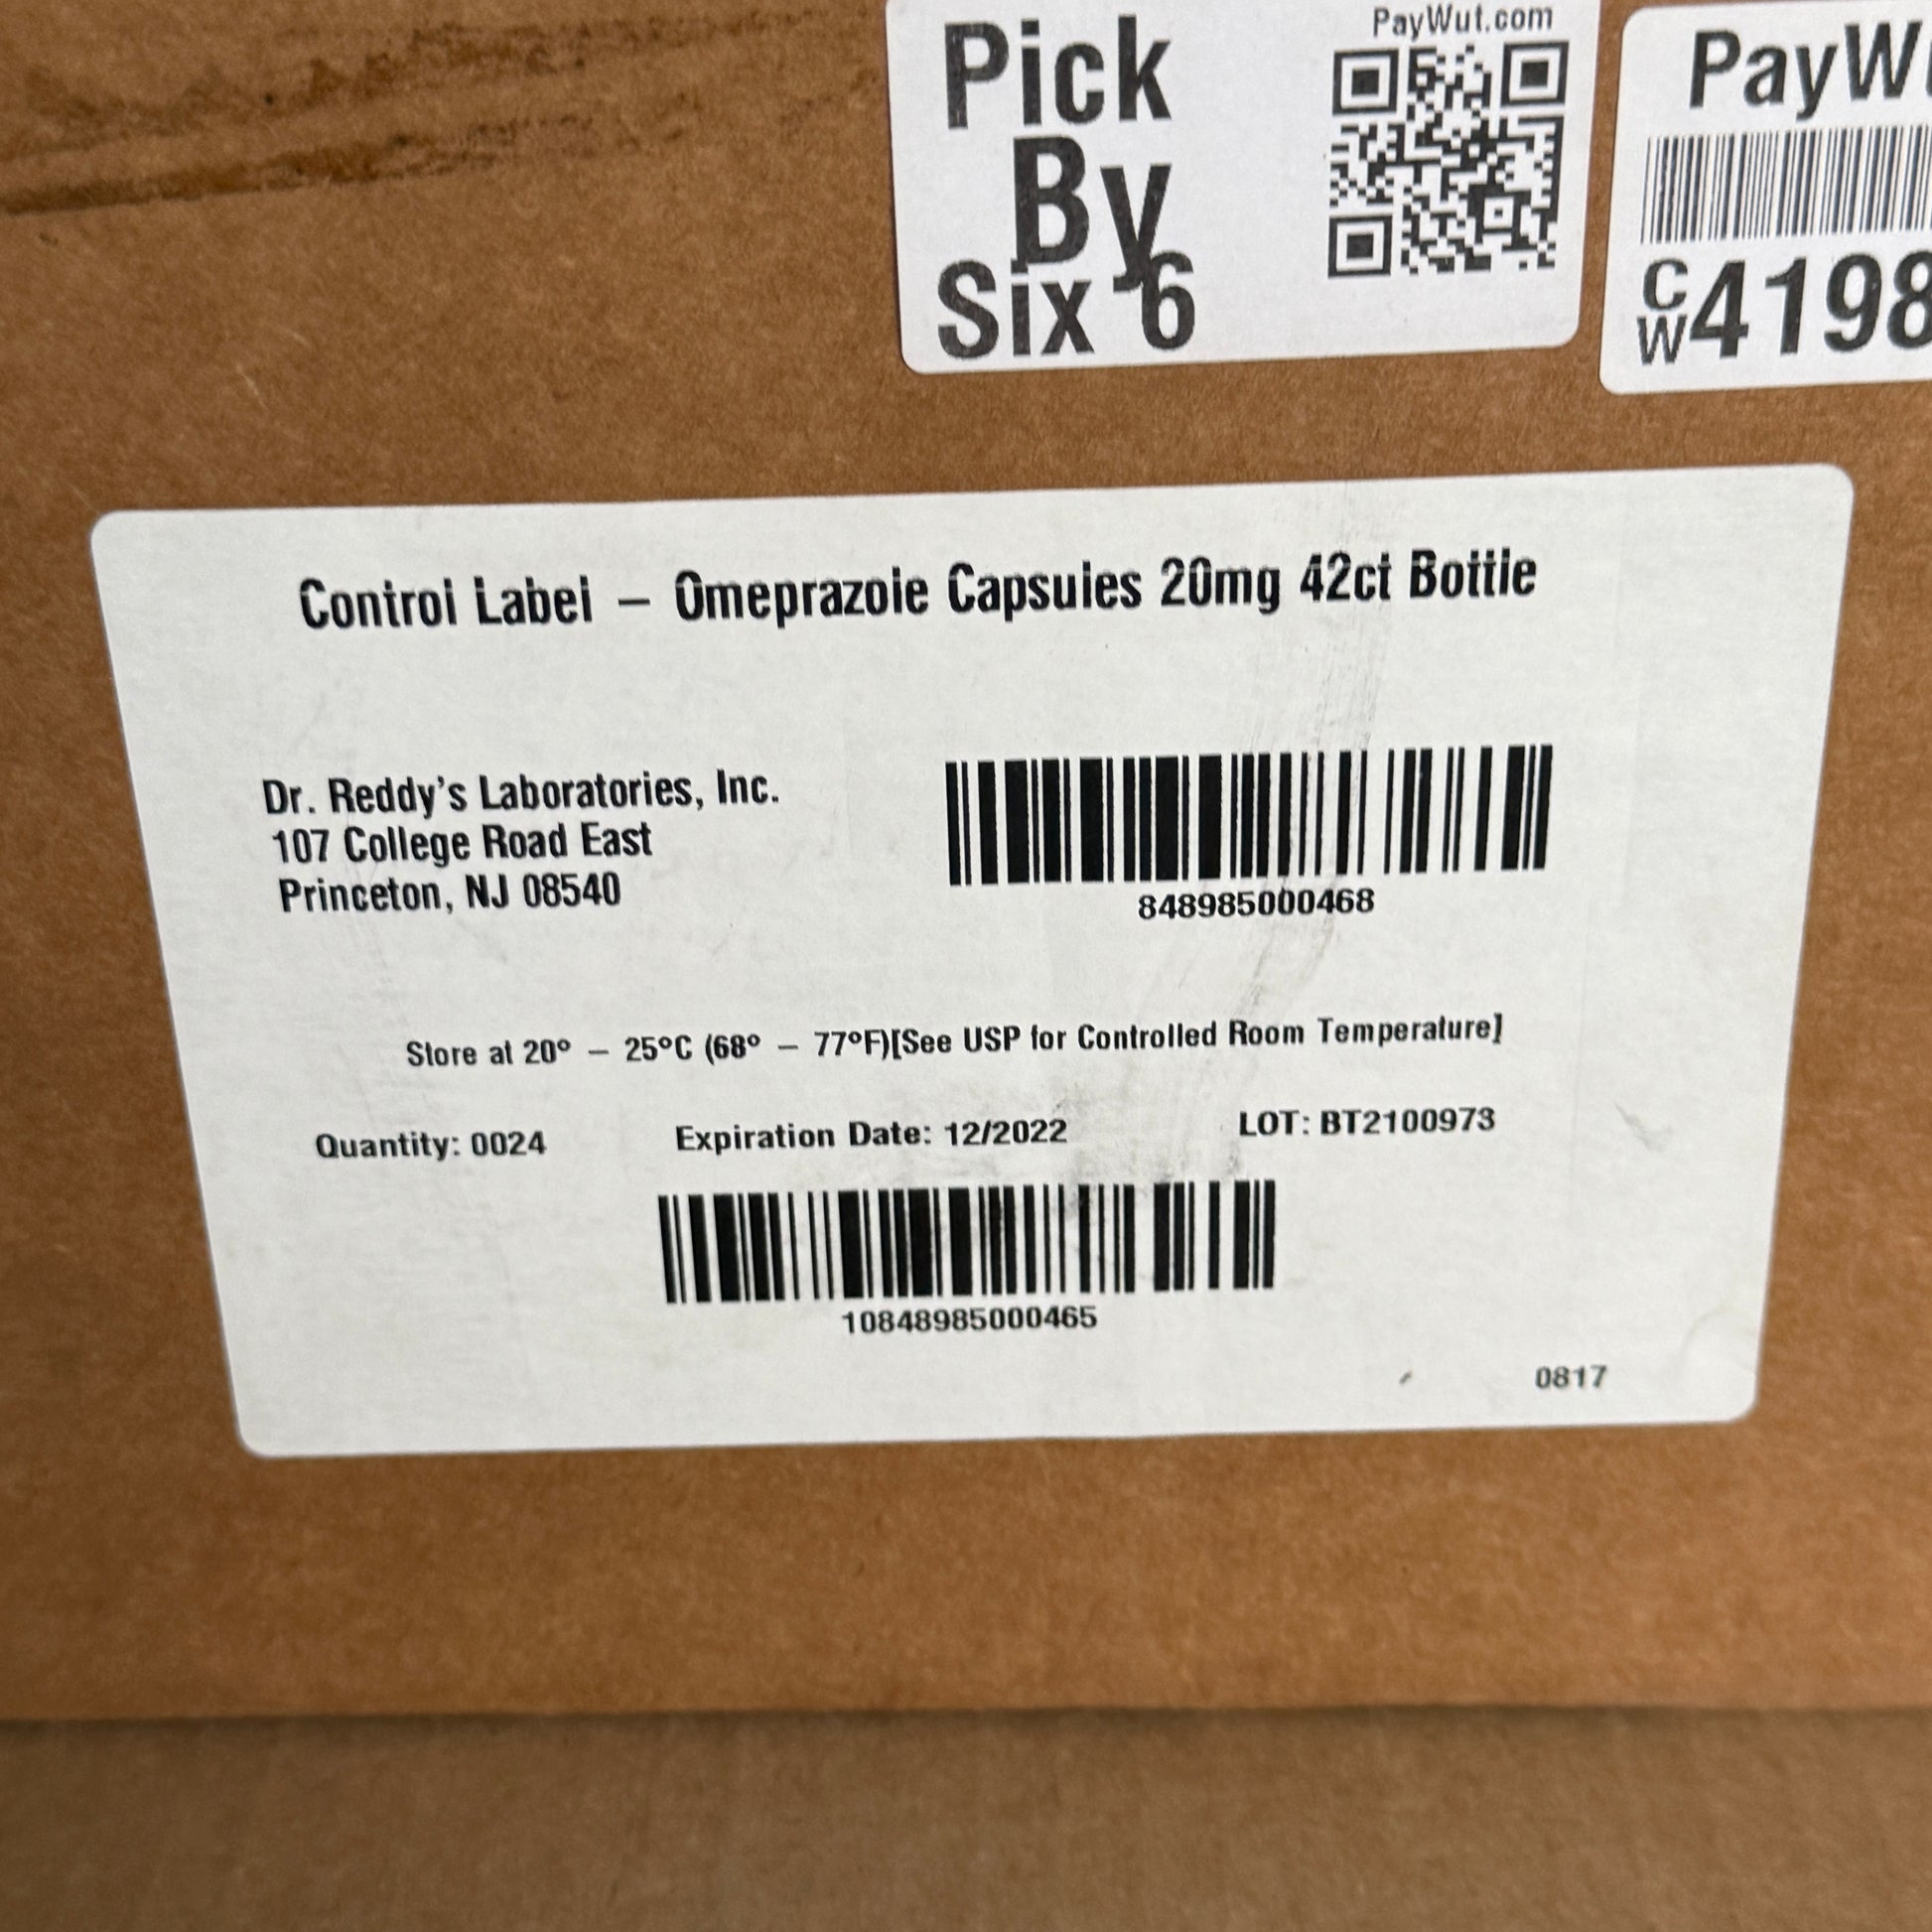 PayWut.com
Pick
By
Six 6
PayW
CW4198
Control Label – Omeprazole Capsules 20mg 42ct Bottle
Dr. Reddy's Laboratories, Inc.
107 College Road East
Princeton, NJ 08540
848985000468
Store at 20° – 25°C (68° – 77°F)[See USP for Controlled Room Temperature]
Quantity: 0024 Expiration Date: 12/2022 LOT: BT2100973
10848985000465
0817